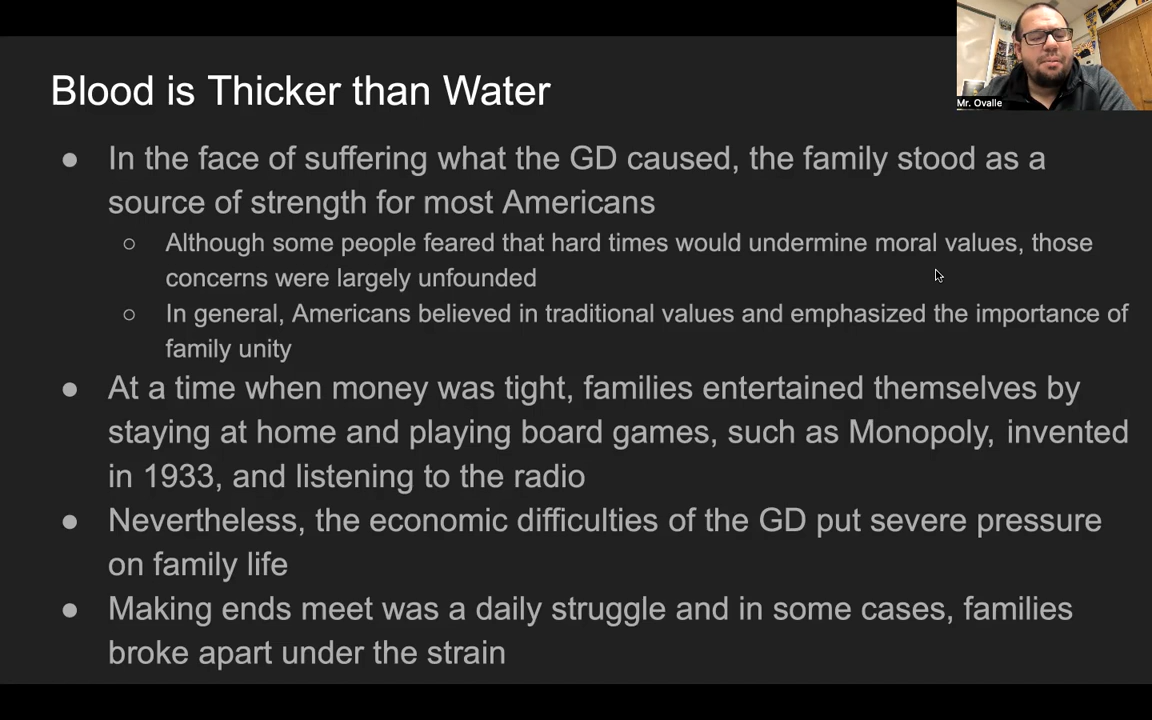 Blood is Thicker than Water
Mr. Ovalle
● In the face of suffering what the GD caused, the family stood as a
source of strength for most Americans
○ Although some people feared that hard times would undermine moral values, those
concerns were largely unfounded
○ In general, Americans believed in traditional values and emphasized the importance of
family unity
● At a time when money was tight, families entertained themselves by
staying at home and playing board games, such as Monopoly, invented
in 1933, and listening to the radio
● Nevertheless, the economic difficulties of the GD put severe pressure
on family life
● Making ends meet was a daily struggle and in some cases, families
broke apart under the strain